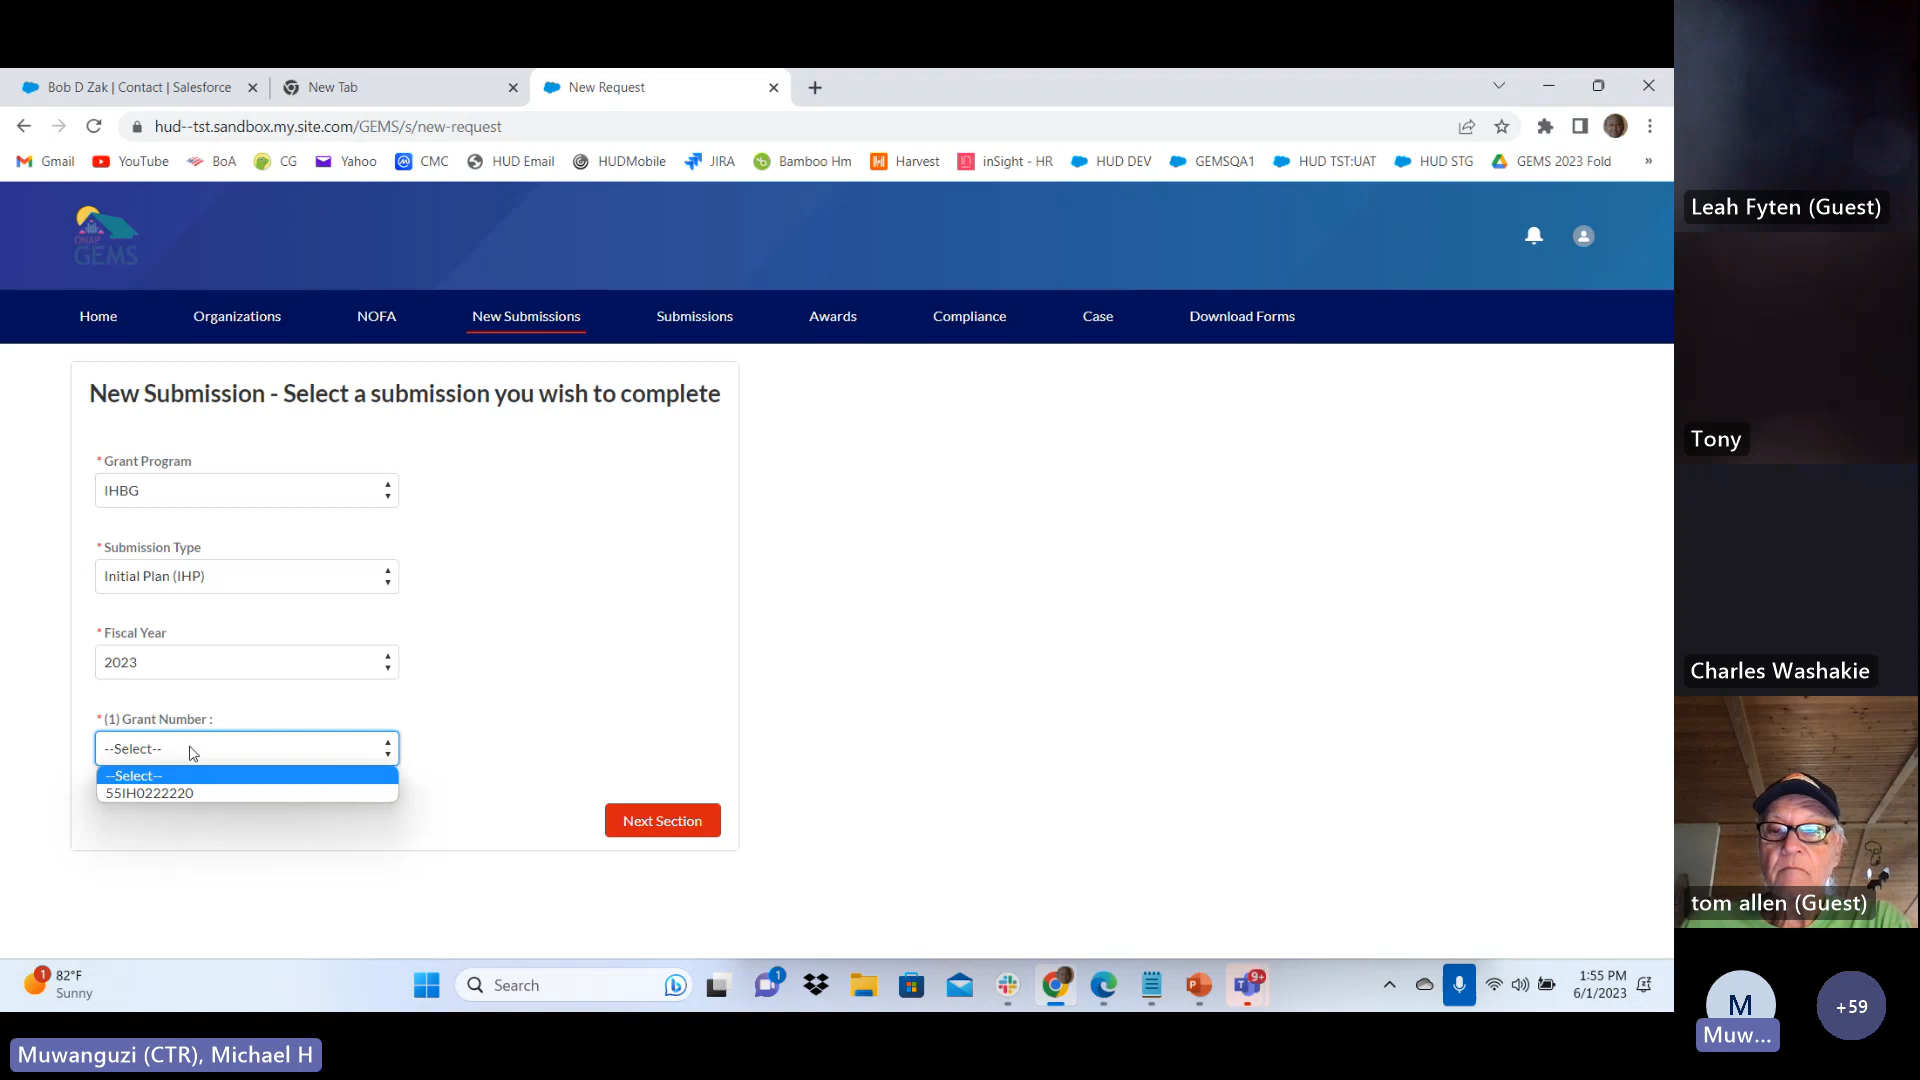 Bob D Zak | Contact | Salesforce
New Tab
New Request
hud--tst.sandbox.my.site.com/GEMS/s/new-request
Gmail
YouTube
BoA
CG
Yahoo
CMC
HUD Email
HUDMobile
JIRA
Bamboo Hm
Harvest
inSight - HR
HUD DEV
GEMSQA1
HUD TST:UAT
HUD STG
GEMS 2023 Fold
»
ONAP
GEMS
Home
Organizations
NOFA
New Submissions
Submissions
Awards
Compliance
Case
Download Forms
New Submission - Select a submission you wish to complete
* Grant Program
IHBG
* Submission Type
Initial Plan (IHP)
* Fiscal Year
2023
* (1) Grant Number :
--Select--
--Select--
55IH0222220
Next Section
Leah Fyten (Guest)
Tony
Charles Washakie
tom allen (Guest)
M
Muw...
+59
1
82°F
Sunny
Search
1
9+
1:55 PM
6/1/2023
Muwanguzi (CTR), Michael H